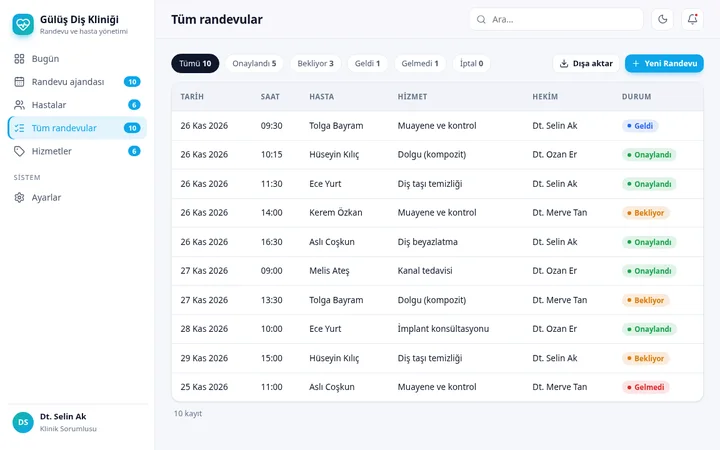 Gülüş Diş Kliniği
Randevu ve hasta yönetimi
Bugün
Randevu ajandası 10
Hastalar 6
Tüm randevular 10
Hizmetler 6
SİSTEM
Ayarlar
DS Dt. Selin Ak
Klinik Sorumlusu
Tüm randevular
Ara…
Tümü 10 Onaylandı 5 Bekliyor 3 Geldi 1 Gelmedi 1 İptal 0 Dışa aktar Yeni Randevu
TARİH SAAT HASTA HİZMET HEKİM DURUM
26 Kas 2026 09:30 Tolga Bayram Muayene ve kontrol Dt. Selin Ak Geldi
26 Kas 2026 10:15 Hüseyin Kılıç Dolgu (kompozit) Dt. Ozan Er Onaylandı
26 Kas 2026 11:30 Ece Yurt Diş taşı temizliği Dt. Selin Ak Onaylandı
26 Kas 2026 14:00 Kerem Özkan Muayene ve kontrol Dt. Merve Tan Bekliyor
26 Kas 2026 16:30 Aslı Coşkun Diş beyazlatma Dt. Selin Ak Onaylandı
27 Kas 2026 09:00 Melis Ateş Kanal tedavisi Dt. Ozan Er Onaylandı
27 Kas 2026 13:30 Tolga Bayram Dolgu (kompozit) Dt. Merve Tan Bekliyor
28 Kas 2026 10:00 Ece Yurt İmplant konsültasyonu Dt. Ozan Er Onaylandı
29 Kas 2026 15:00 Hüseyin Kılıç Diş taşı temizliği Dt. Selin Ak Bekliyor
25 Kas 2026 11:00 Aslı Coşkun Muayene ve kontrol Dt. Merve Tan Gelmedi
10 kayıt